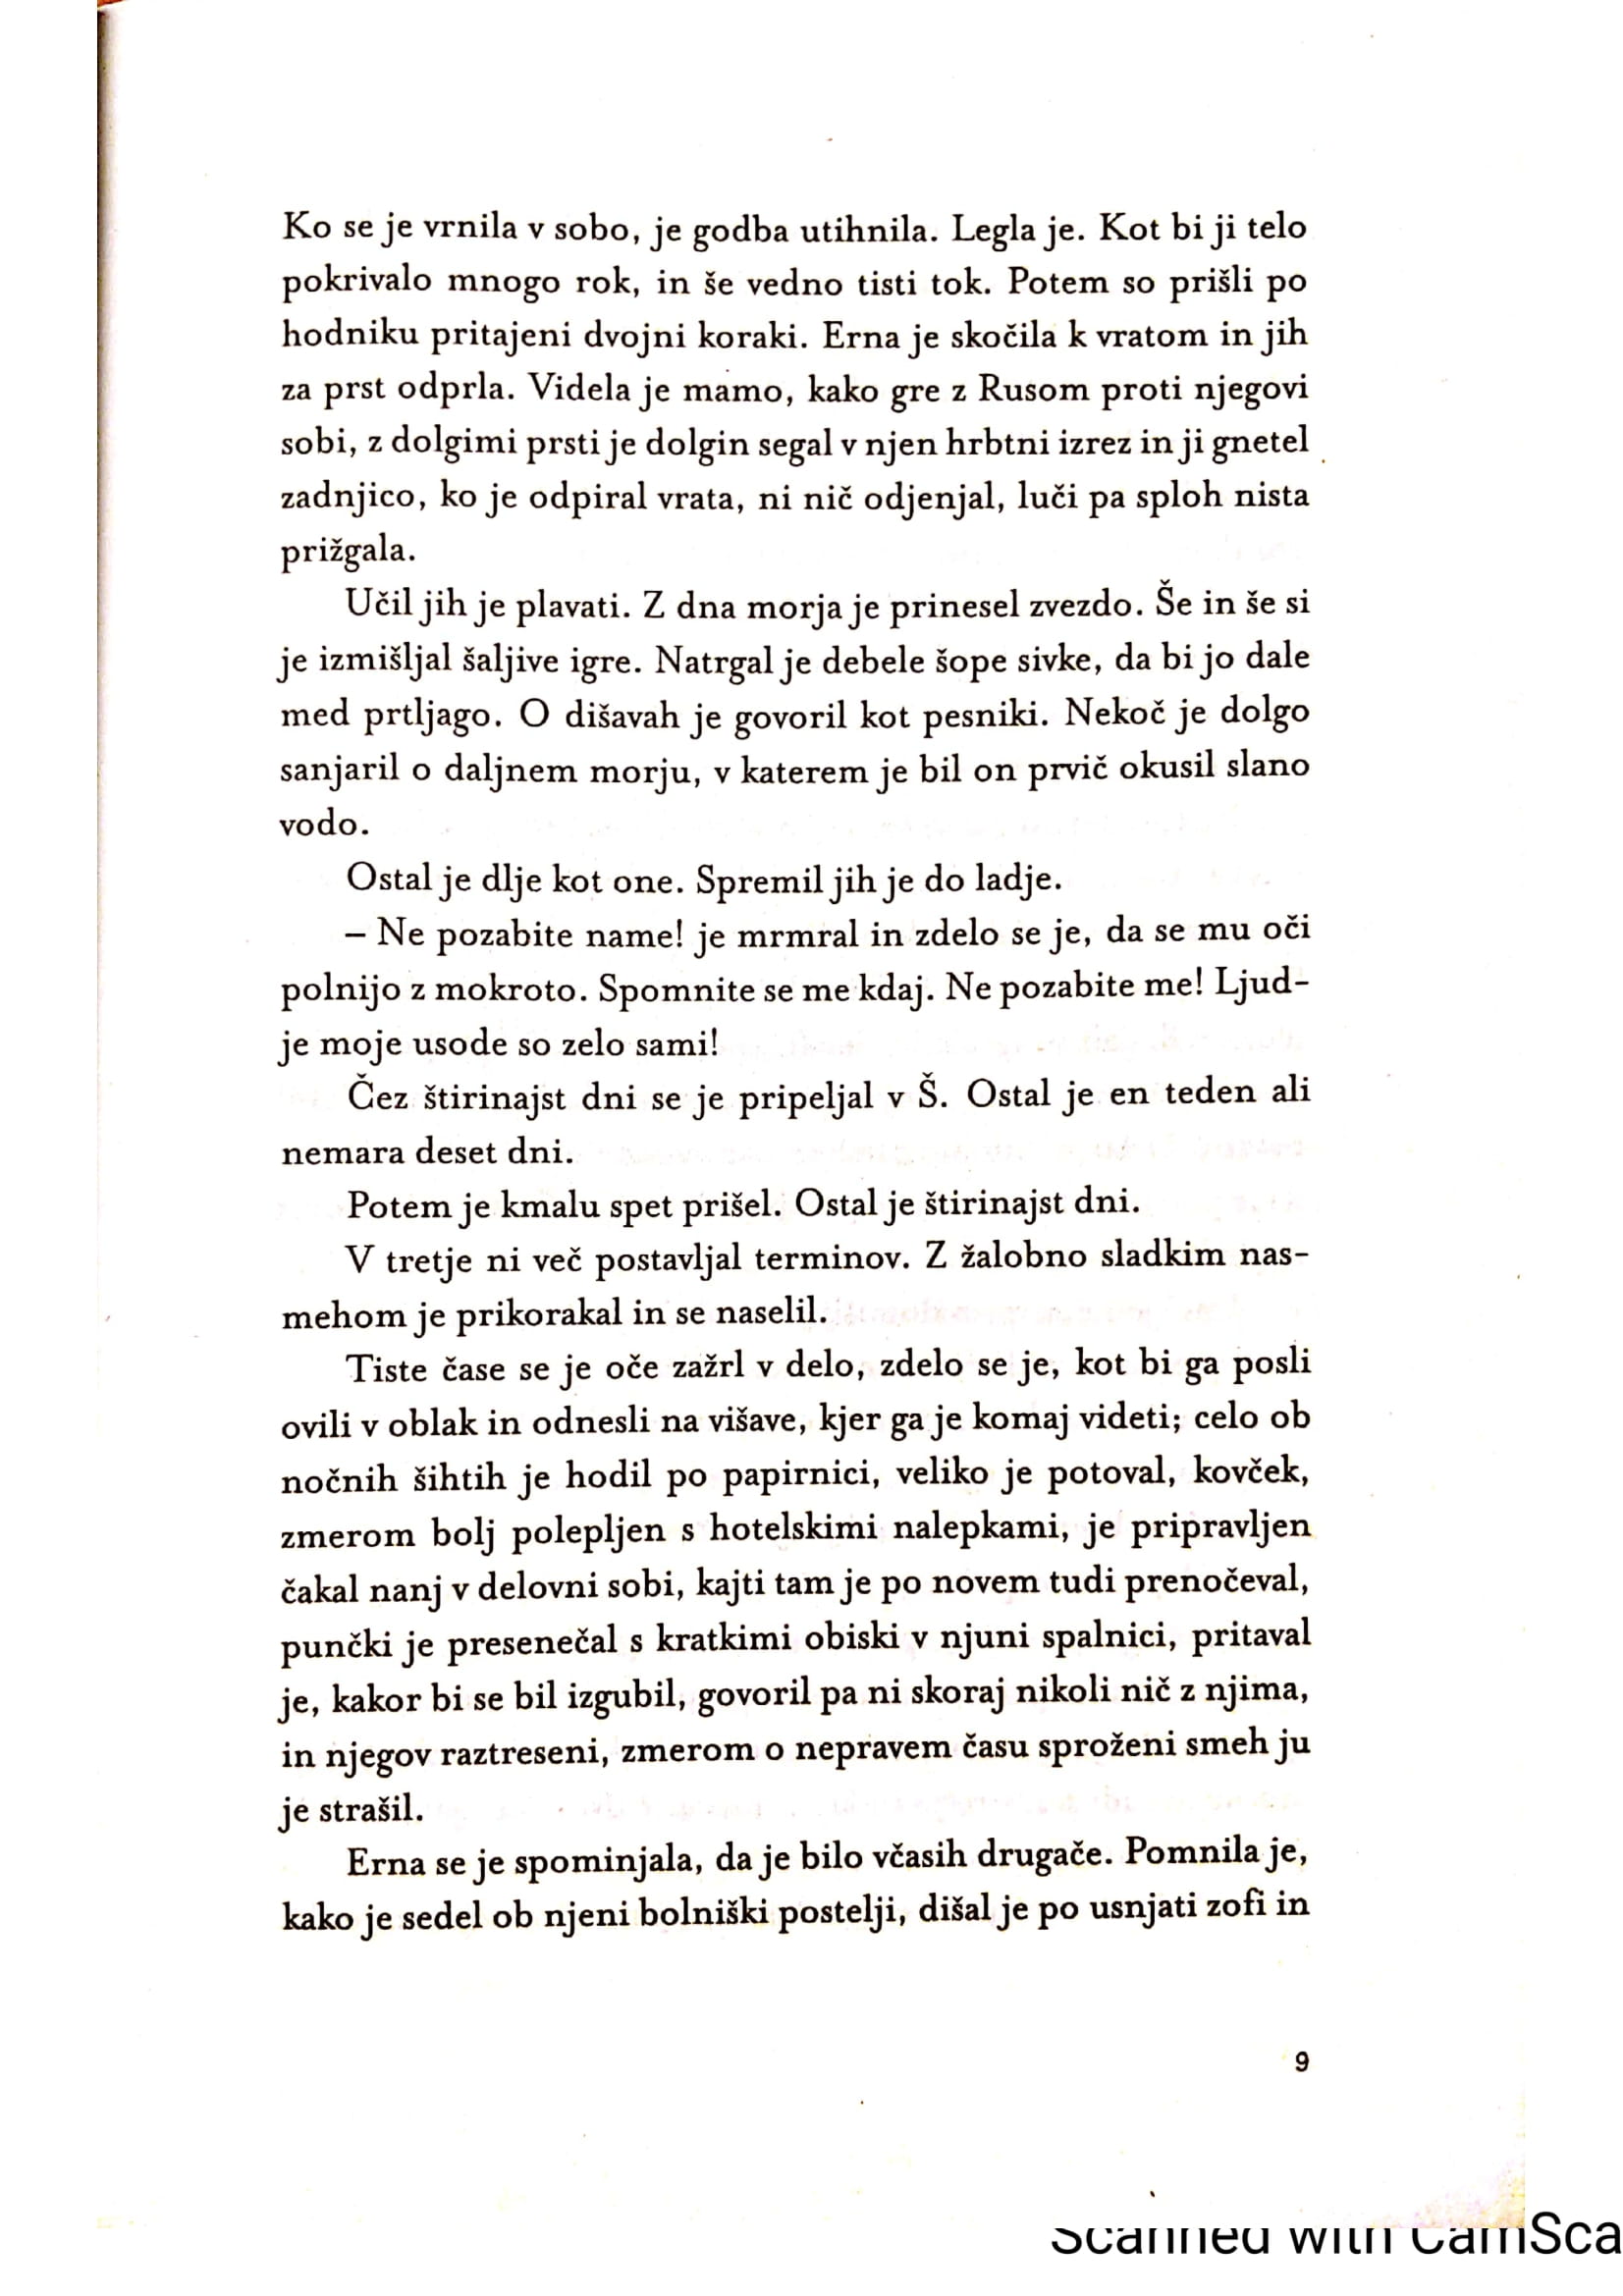 Ko se je vrnila v sobo, je godba utihnila. Legla je. Kot bi ji telo
pokrivalo mnogo rok, in še vedno tisti tok. Potem so prišli po
hodniku pritajeni dvojni koraki. Erna je skočila k vratom in jih
za prst odprla. Videla je mamo, kako gre z Rusom proti njegovi
sobi, z dolgimi prsti je dolgin segal v njen hrbtni izrez in ji gnetel
zadnjico, ko je odpiral vrata, ni nič odjenjal, luči pa sploh nista
prižgala.
Učil jih je plavati. Z dna morja je prinesel zvezdo. Še in še si
je izmišljal šaljive igre. Natrgal je debele šope sivke, da bi jo dale
med prtljago. O dišavah je govoril kot pesniki. Nekoč je dolgo
sanjaril o daljnem morju, v katerem je bil on prvič okusil slano
vodo.
Ostal je dlje kot one. Spremil jih je do ladje.
– Ne pozabite name! je mrmral in zdelo se je, da se mu oči
polnijo z mokroto. Spomnite se me kdaj. Ne pozabite me! Ljud-
je moje usode so zelo sami!
Čez štirinajst dni se je pripeljal v Š. Ostal je en teden ali
nemara deset dni.
Potem je kmalu spet prišel. Ostal je štirinajst dni.
V tretje ni več postavljal terminov. Z žalobno sladkim nas-
mehom je prikorakal in se naselil.
Tiste čase se je oče zažrl v delo, zdelo se je, kot bi ga posli
ovili v oblak in odnesli na višave, kjer ga je komaj videti; celo ob
nočnih šihtih je hodil po papirnici, veliko je potoval, kovček,
zmerom bolj polepljen s hotelskimi nalepkami, je pripravljen
čakal nanj v delovni sobi, kajti tam je po novem tudi prenočeval,
punčki je presenečal s kratkimi obiski v njuni spalnici, pritaval
je, kakor bi se bil izgubil, govoril pa ni skoraj nikoli nič z njima,
in njegov raztreseni, zmerom o nepravem času sproženi smeh ju
je strašil.
Erna se je spominjala, da je bilo včasih drugače. Pomnila je,
kako je sedel ob njeni bolniški postelji, dišal je po usnjati zofi in
9
Scanned with CamSca